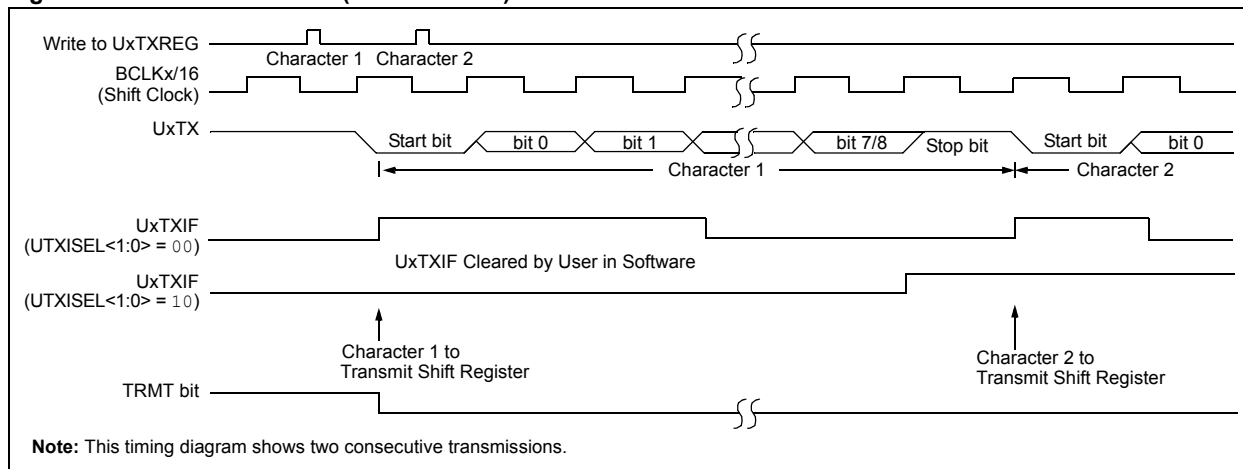 Write to UxTXREG
Character 1 Character 2
BCLKx/16
(Shift Clock)
UxTX
Start bit bit 0 bit 1 bit 7/8 Stop bit Start bit bit 0
Character 1 Character 2
UxTXIF
(UTXISEL<1:0> = 00)
UxTXIF Cleared by User in Software
UxTXIF
(UTXISEL<1:0> = 10)
Character 1 to
Transmit Shift Register
Character 2 to
Transmit Shift Register
TRMT bit
Note: This timing diagram shows two consecutive transmissions.